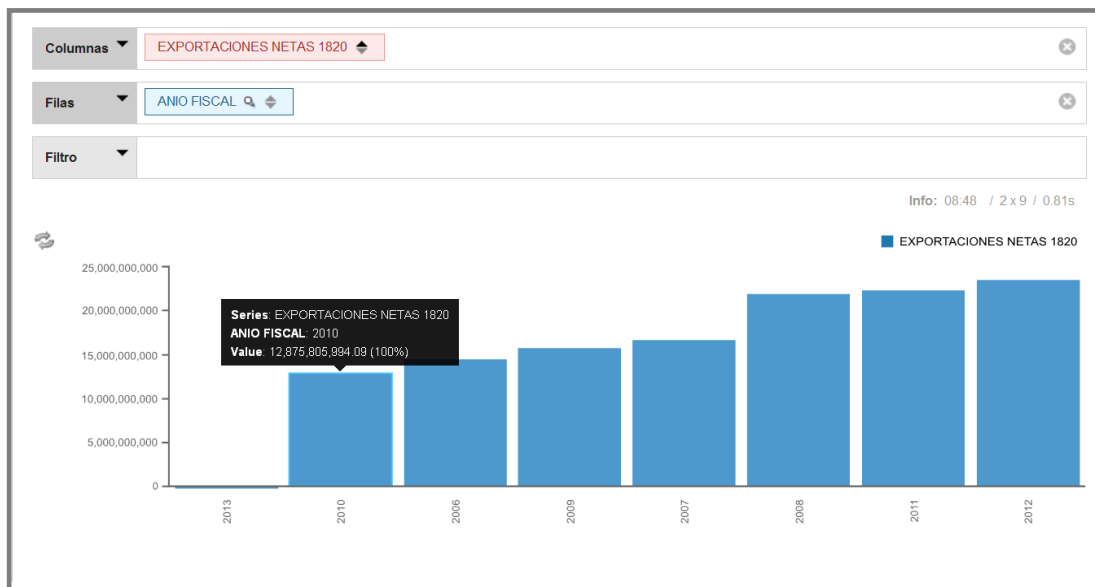 Columnas EXPORTACIONES NETAS 1820
Filas ANIO FISCAL
Filtro
Info: 08:48 / 2 x 9 / 0.81s
EXPORTACIONES NETAS 1820
25,000,000,000
20,000,000,000
15,000,000,000
10,000,000,000
5,000,000,000
0
Series: EXPORTACIONES NETAS 1820
ANIO FISCAL: 2010
Value: 12,875,805,994.09 (100%)
2013 2010 2006 2009 2007 2008 2011 2012